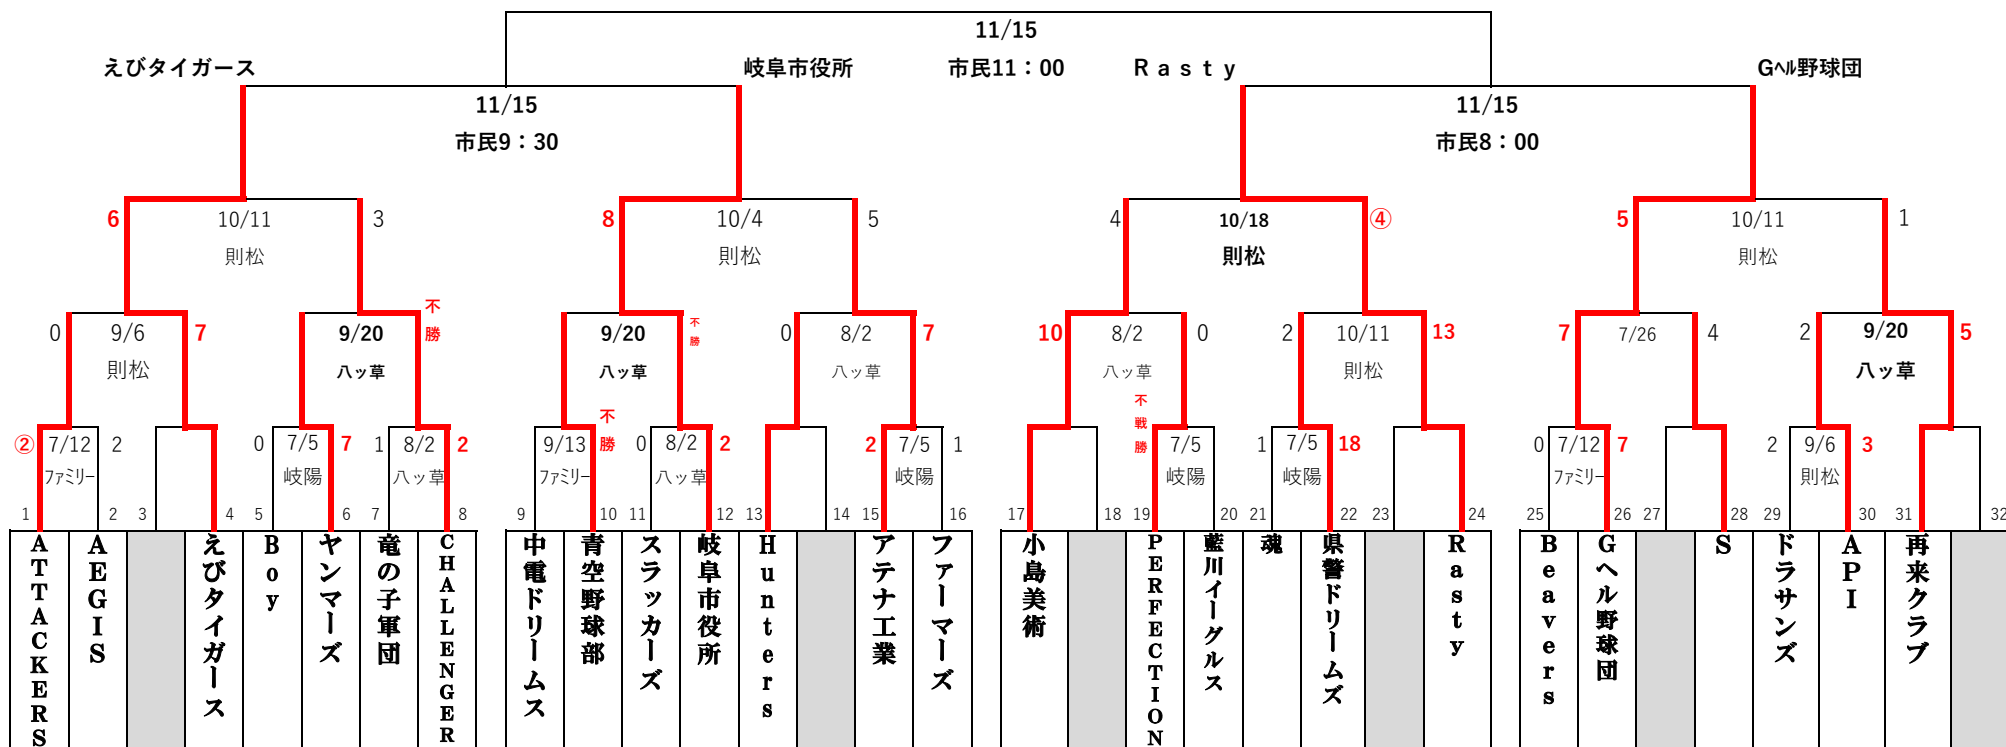 11/15
えびタイガース 岐阜市役所 市民11：00 Ｒａｓｔｙ Gﾍﾙ野球団
11/15 11/15
市民9：30 市民8：00
6 10/11 3 8 10/4 5 4 10/18 ④ 5 10/11 1
則松 則松 則松 則松
不勝
0 9/6 7 9/20 9/20 不勝 0 8/2 7 10 8/2 0 2 10/11 13 7 7/26 4 2 9/20 5
則松 八ッ草 八ッ草 八ッ草 八ッ草 則松 八ッ草
不戦勝
② 7/12 2 0 7/5 7 1 8/2 2 9/13 不勝 0 8/2 2 2 7/5 1 7/5 1 7/5 18 0 7/12 7 2 9/6 3
ﾌｧﾐﾘｰ 岐陽 八ッ草 ﾌｧﾐﾘｰ 八ッ草 岐陽 岐陽 岐陽 ﾌｧﾐﾘｰ 則松
1 2 3 4 5 6 7 8 9 10 11 12 13 14 15 16 17 18 19 20 21 22 23 24 25 26 27 28 29 30 31 32
ATTACKERS
AEGIS
えびタイガース
Boy
ヤンマーズ
竜の子軍団
CHALLENGER
中電ドリームス
青空野球部
スラッカーズ
岐阜市役所
Hunters
アテナ工業
ファーマーズ
小島美術
PERFECTION
藍川イーグルス
魂
県警ドリームズ
Rasty
Beavers
Gヘル野球団
S
ドラサンズ
API
再来クラブ